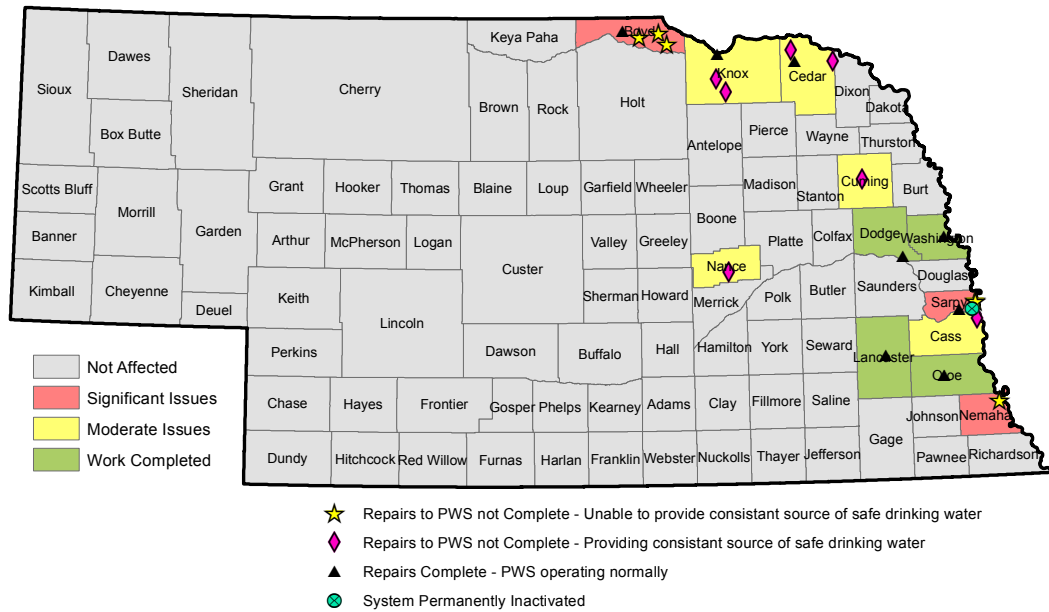 Keya Paha
Boyd
Dawes
Sioux
Sheridan
Cherry
Knox
Cedar
Dixon
Dakota
Brown
Rock
Holt
Box Butte
Pierce
Wayne
Thurston
Antelope
Scotts Bluff
Grant
Hooker
Thomas
Blaine
Loup
Garfield
Wheeler
Madison
Stanton
Cuming
Burt
Morrill
Garden
Boone
Banner
Arthur
McPherson
Logan
Valley
Greeley
Platte
Colfax
Dodge
Washington
Custer
Nance
Douglas
Kimball
Cheyenne
Keith
Sherman
Howard
Merrick
Polk
Butler
Saunders
Sarpy
Deuel
Lincoln
Perkins
Dawson
Buffalo
Hall
Hamilton
York
Seward
Lancaster
Cass
Otoe
Chase
Hayes
Frontier
Gosper
Phelps
Kearney
Adams
Clay
Fillmore
Saline
Johnson
Nemaha
Gage
Dundy
Hitchcock
Red Willow
Furnas
Harlan
Franklin
Webster
Nuckolls
Thayer
Jefferson
Pawnee
Richardson
Not Affected
Significant Issues
Moderate Issues
Work Completed
Repairs to PWS not Complete - Unable to provide consistant source of safe drinking water
Repairs to PWS not Complete - Providing consistant source of safe drinking water
Repairs Complete - PWS operating normally
System Permanently Inactivated